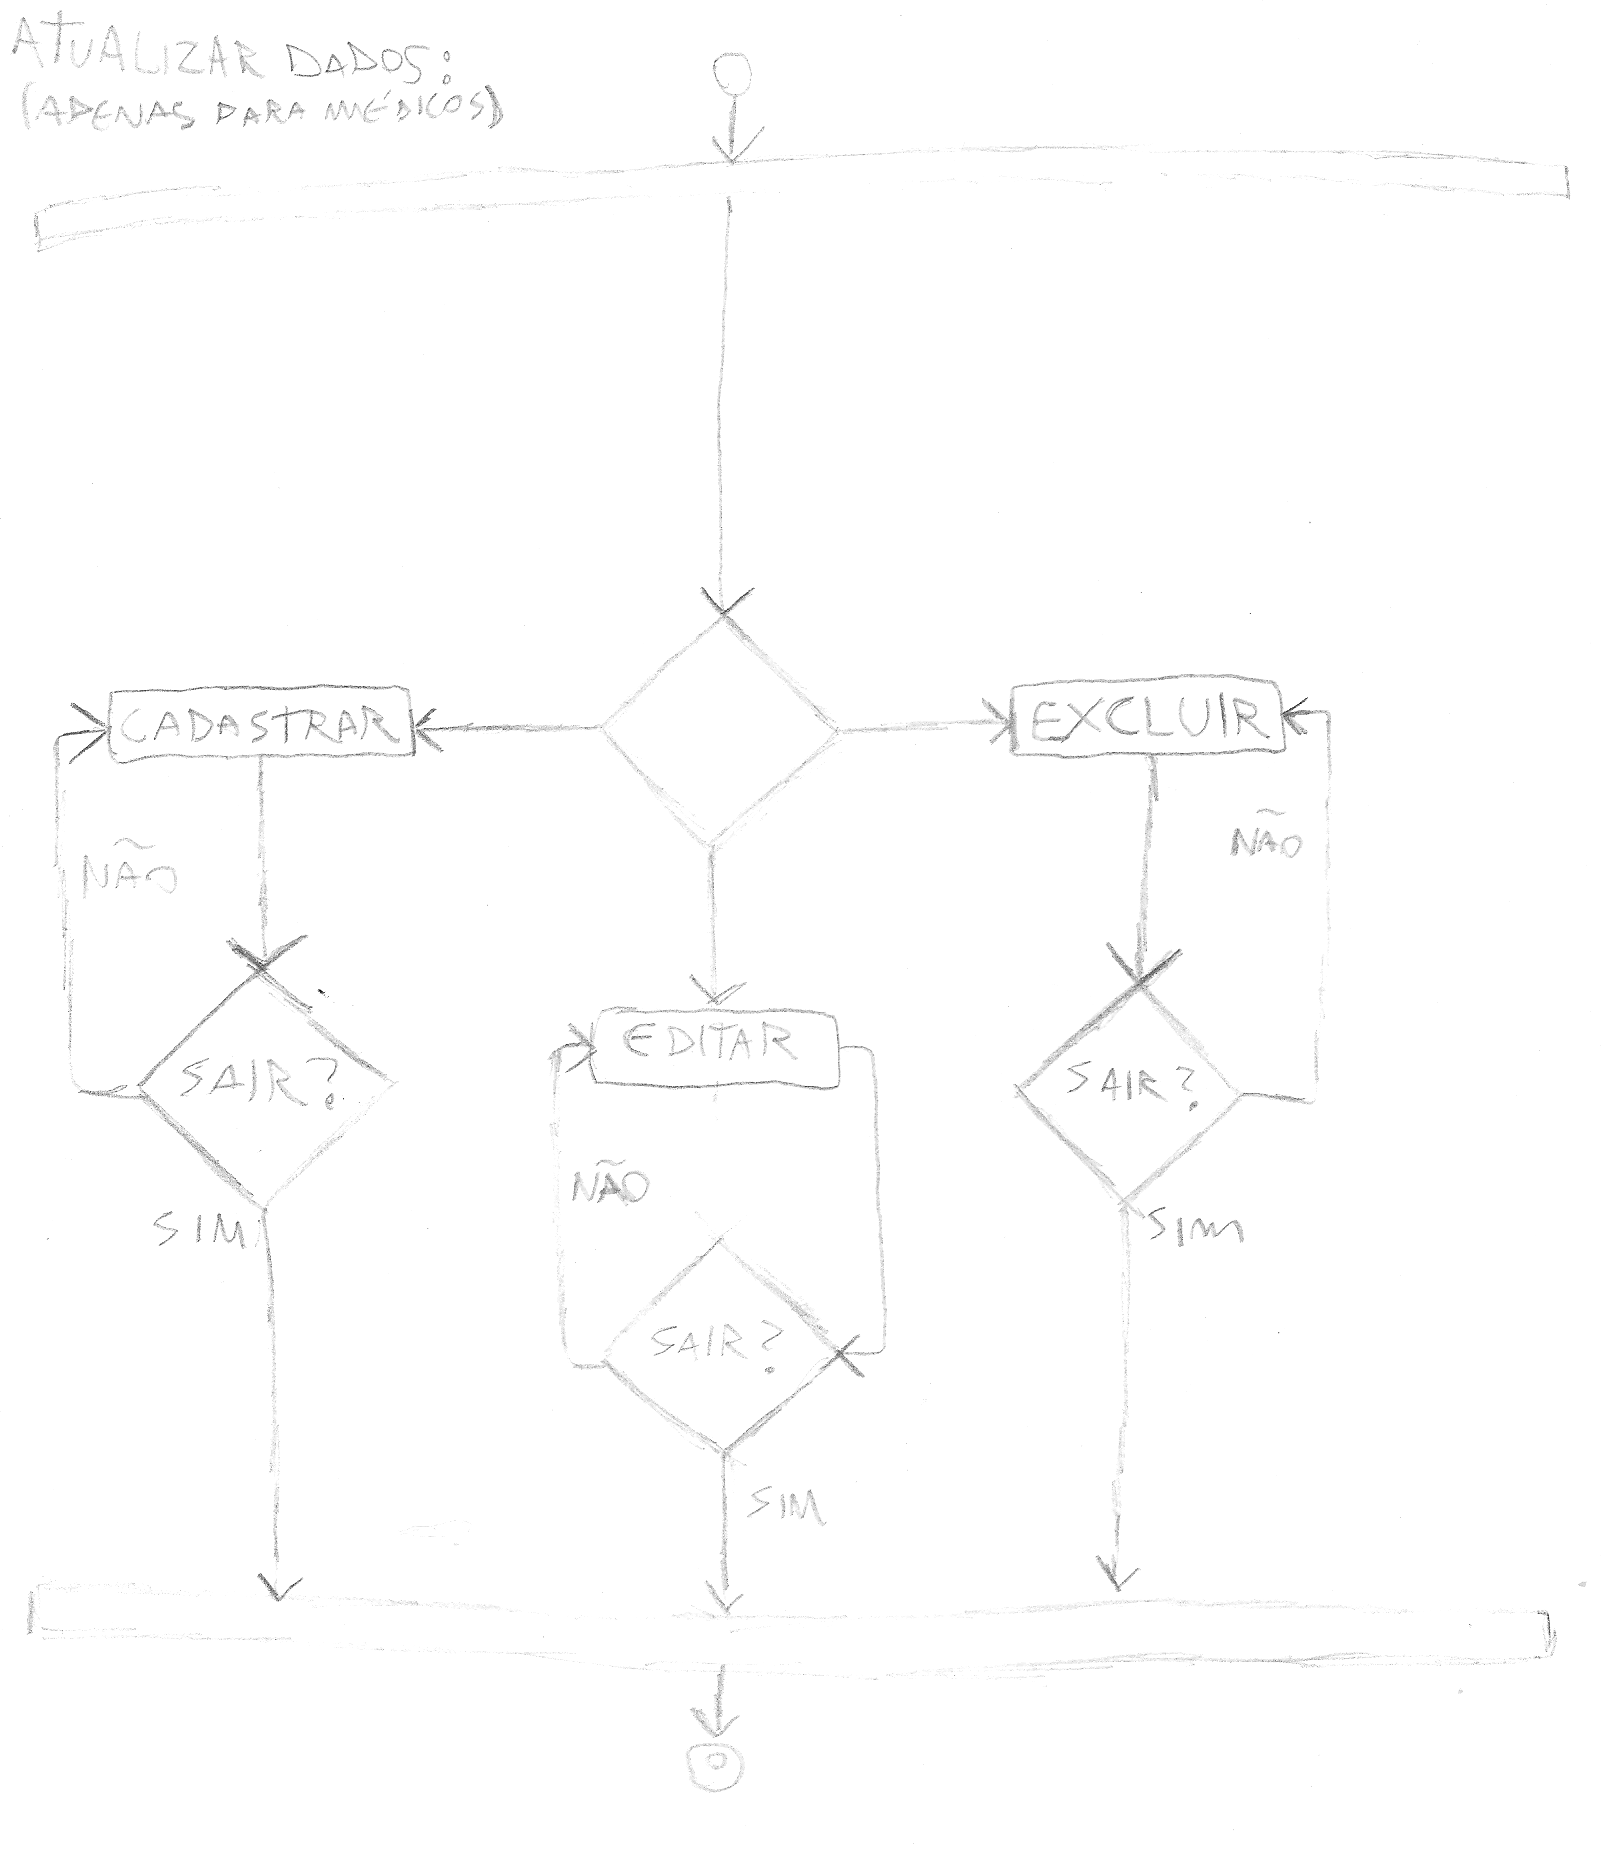 ATUALIZAR DADOS:
(APENAS PARA MÉDICOS)
CADASTRAR
EXCLUIR
NÃO
NÃO
EDITAR
SAIR?
SAIR?
NÃO
SIM
SIM
SAIR?
SIM